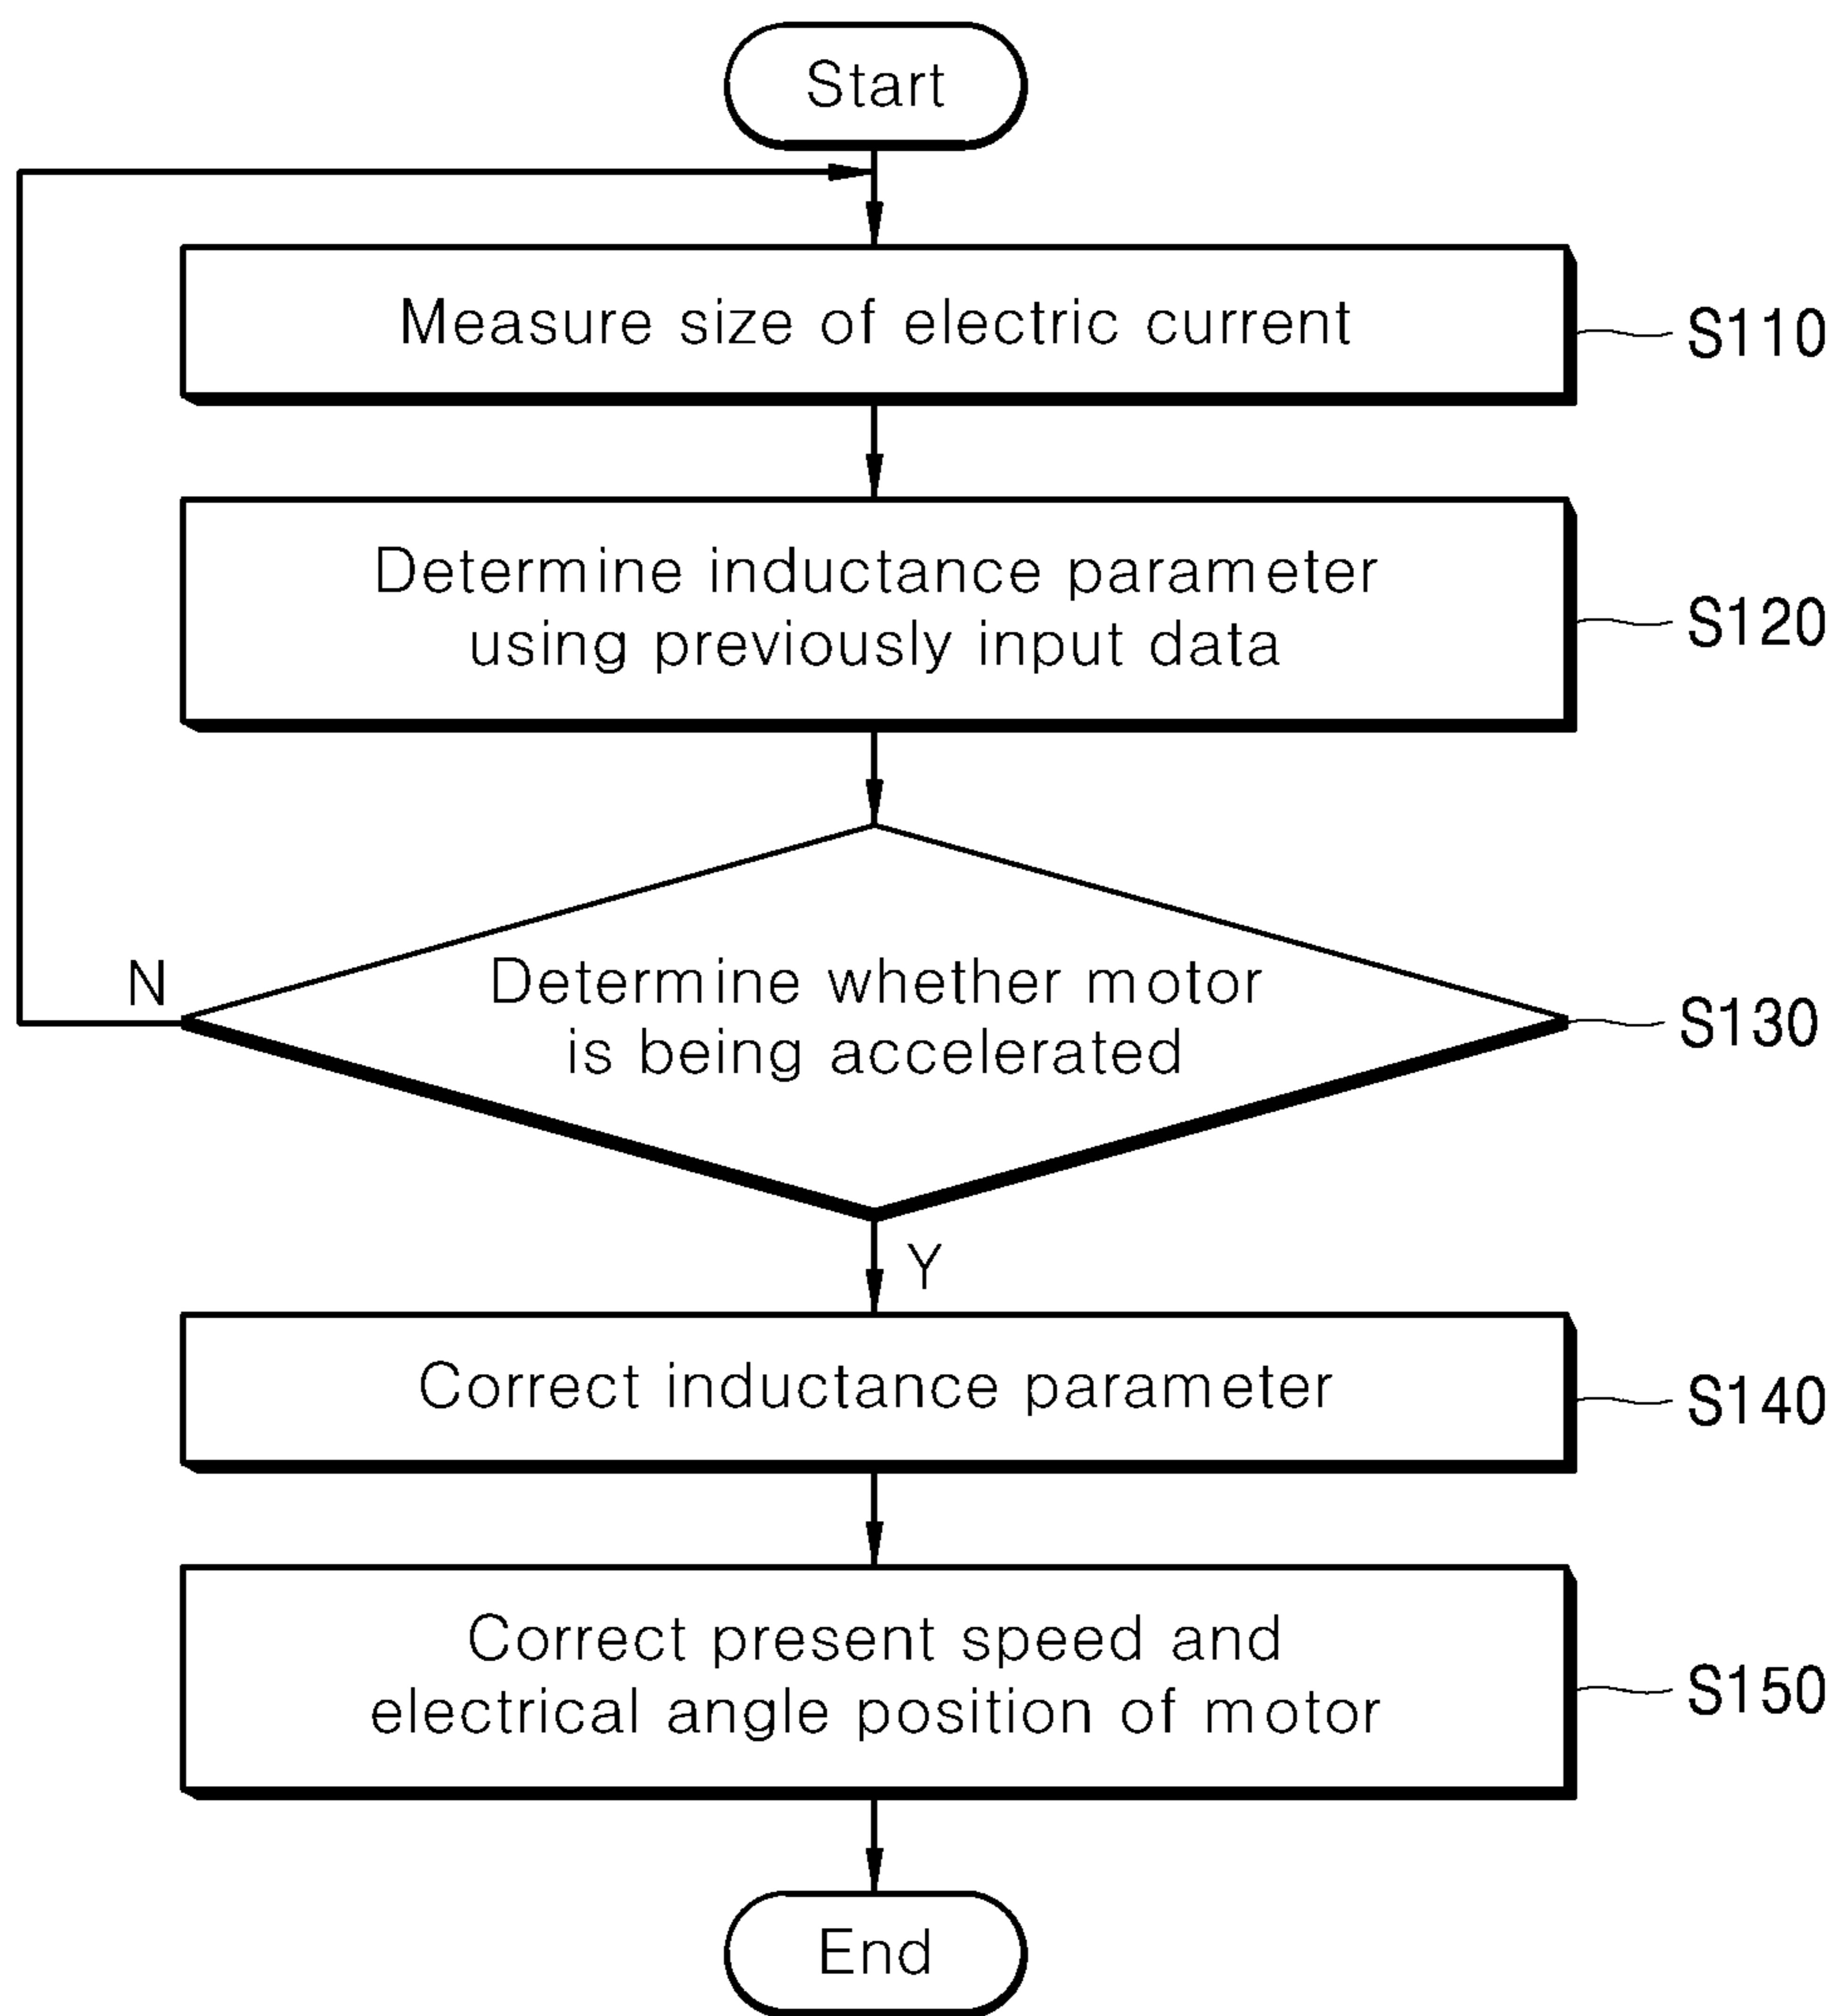 Start
Measure size of electric current
S110
Determine inductance parameter
using previously input data
S120
Determine whether motor
is being accelerated
S130
N
Y
Correct inductance parameter
S140
Correct present speed and
electrical angle position of motor
S150
End